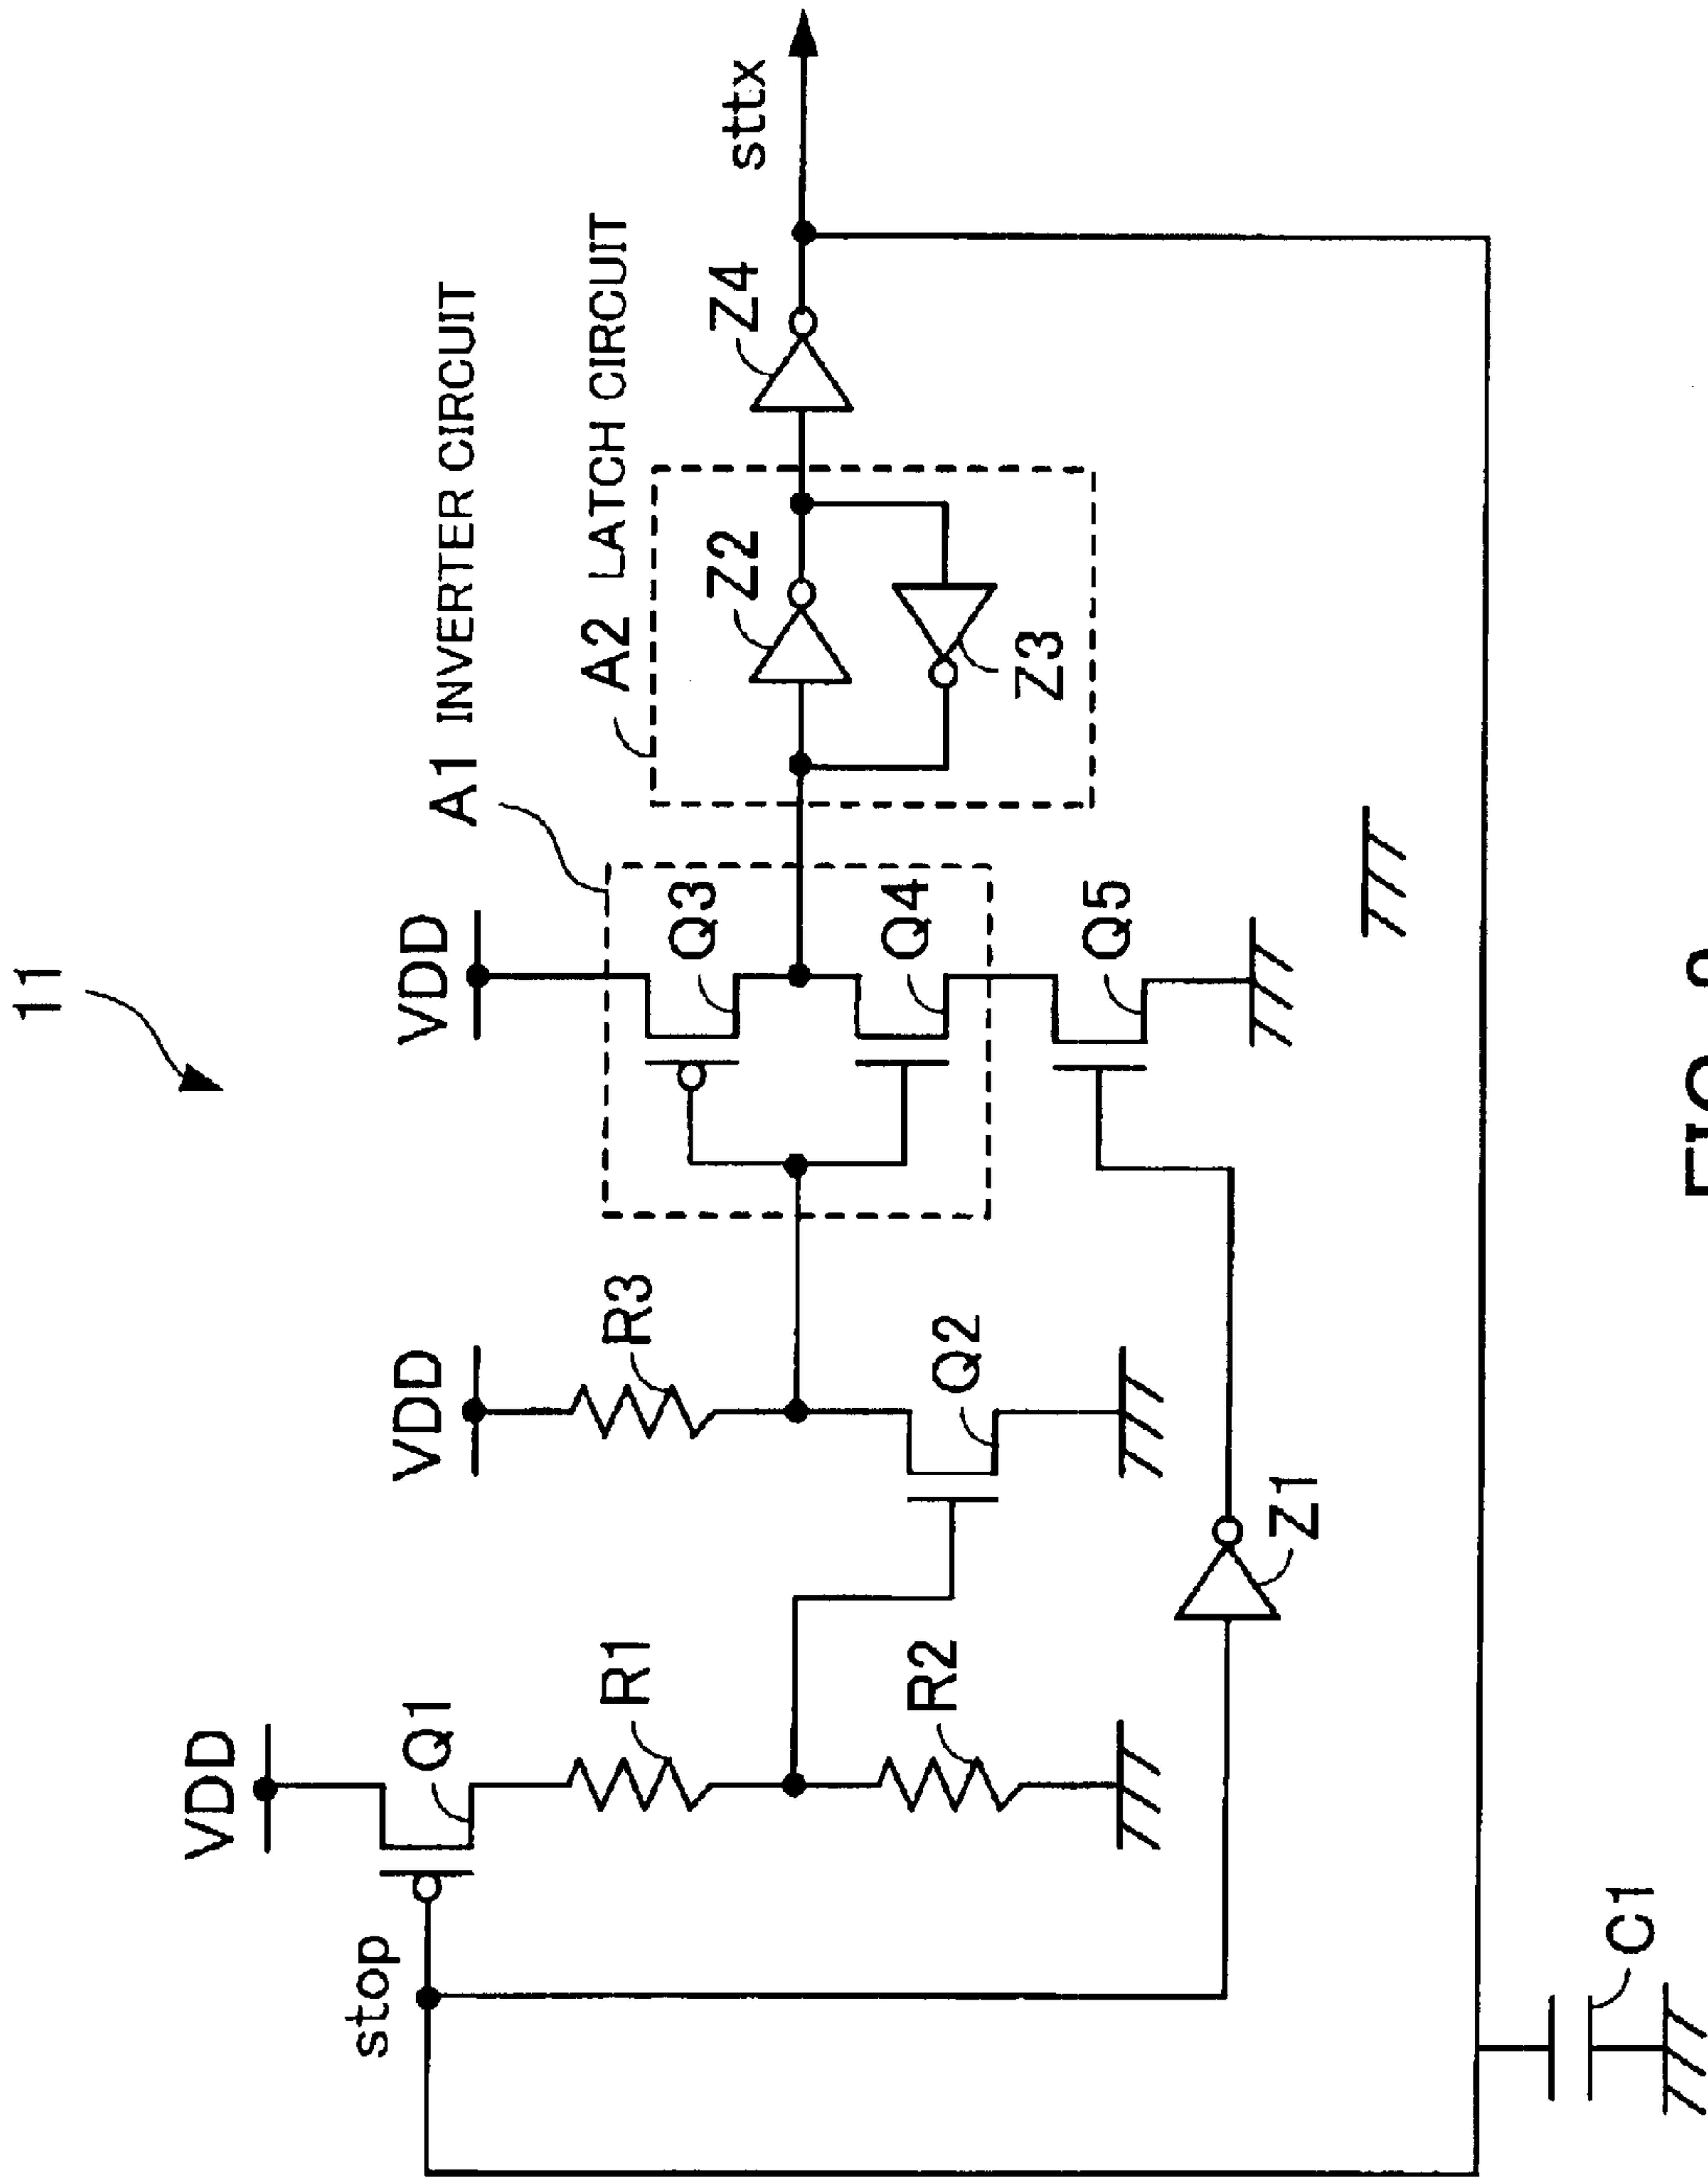 11
A1 INVERTER CIRCUIT
A2 LATCH CIRCUIT
VDD
VDD
VDD
stop
Q1
R1
R2
R3
Q2
Q3
Q4
Q5
Z1
Z2
Z3
Z4
sttx
C1